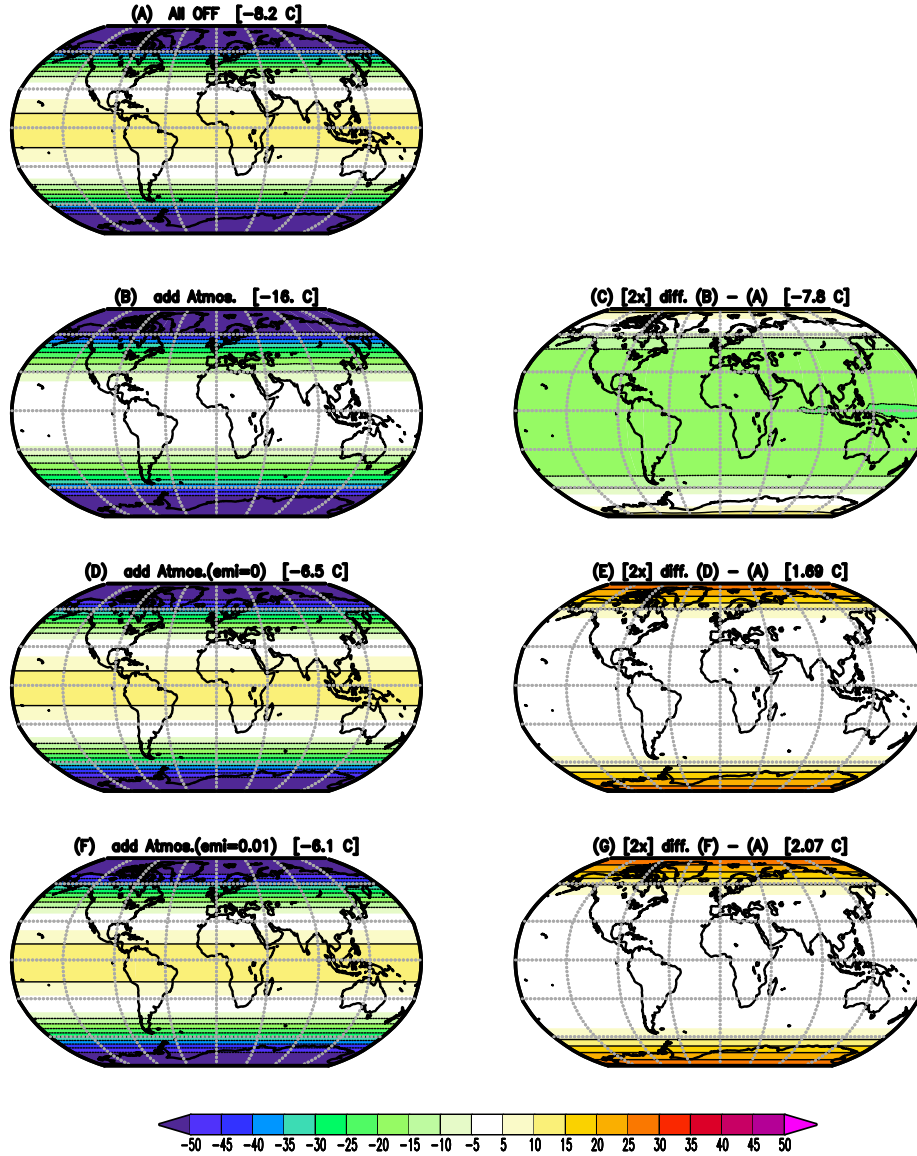 (A) All OFF [−8.2 C]
(B) add Atmos. [−16. C]
(C) [2x] diff. (B) − (A) [−7.8 C]
(D) add Atmos.(emi=0) [−6.5 C]
(E) [2x] diff. (D) − (A) [1.69 C]
(F) add Atmos.(emi=0.01) [−6.1 C]
(G) [2x] diff. (F) − (A) [2.07 C]
−50 −45 −40 −35 −30 −25 −20 −15 −10 −5 5 10 15 20 25 30 35 40 45 50